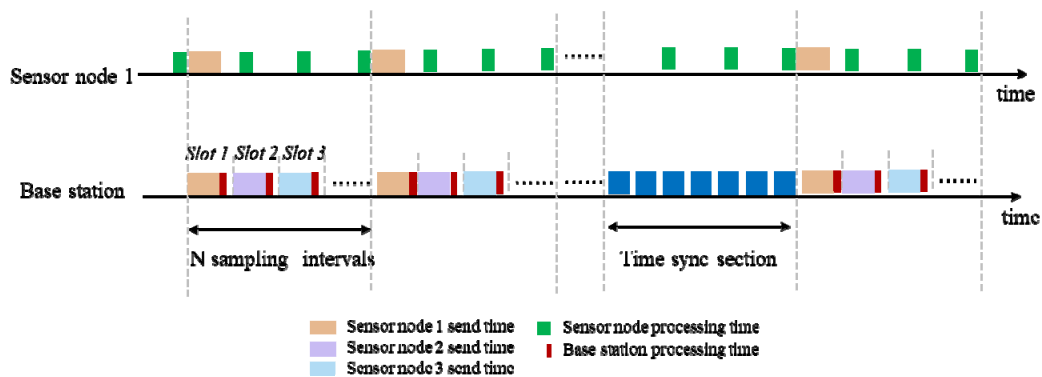 Sensor node 1
time
Slot 1 Slot 2 Slot 3
Base station
time
N sampling intervals
Time sync section
Sensor node 1 send time
Sensor node processing time
Sensor node 2 send time
Base station processing time
Sensor node 3 send time